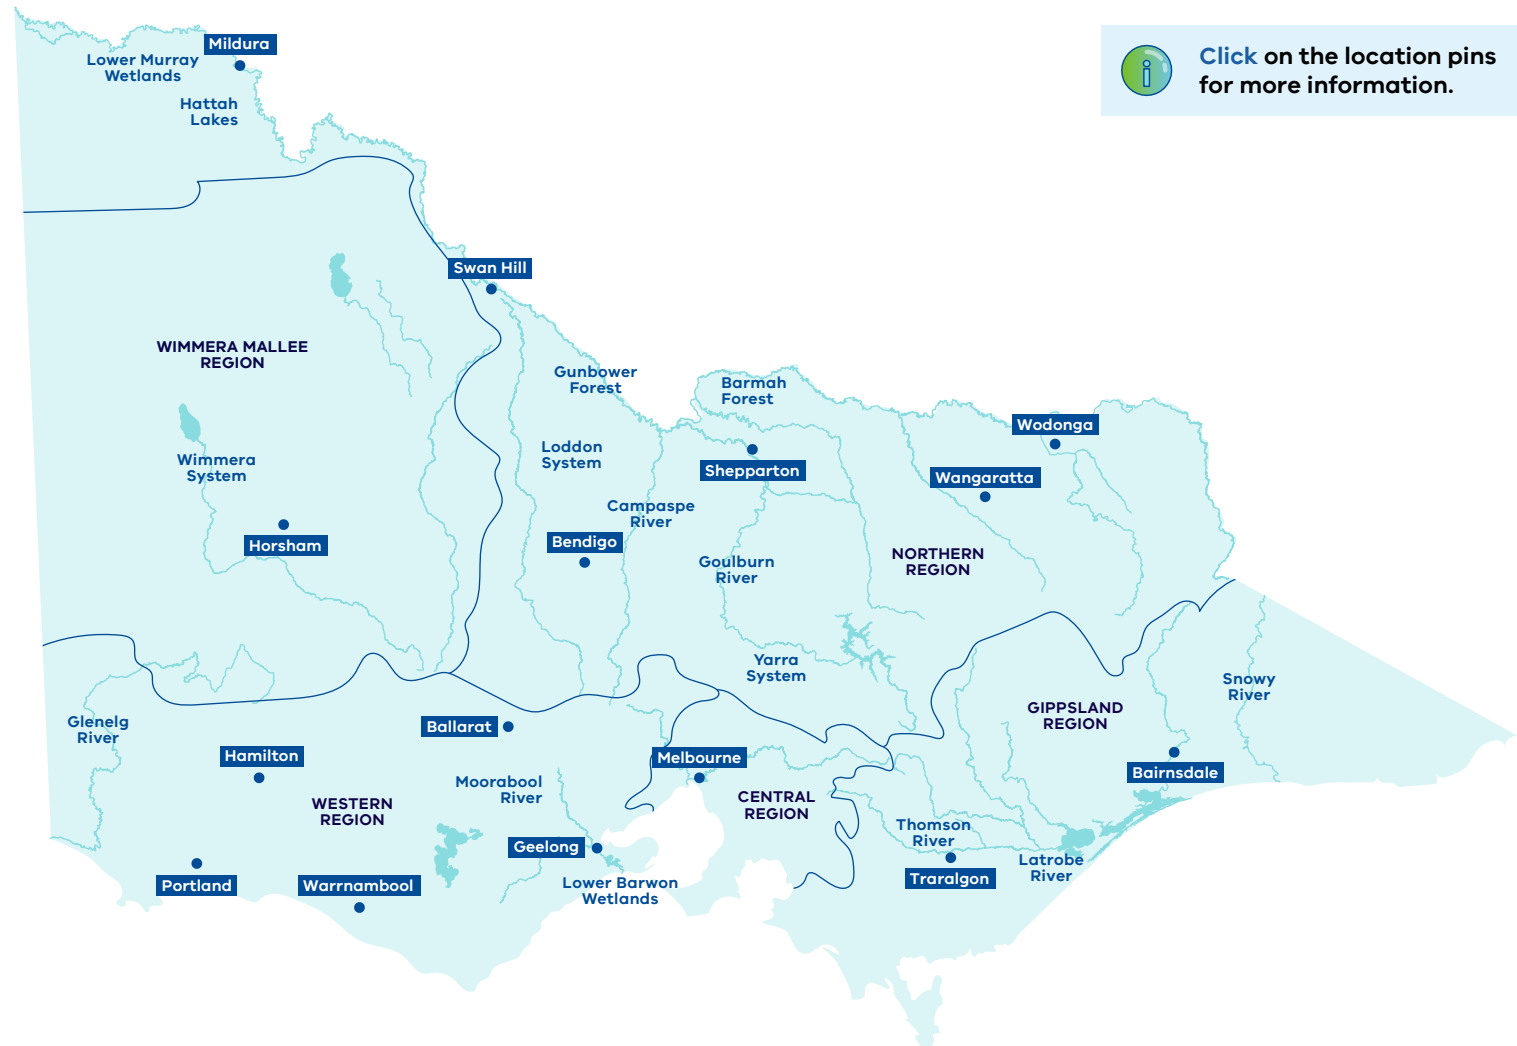 Mildura
Lower Murray
Wetlands
Hattah
Lakes
Click on the location pins
for more information.
Swan Hill
WIMMERA MALLEE
REGION
Gunbower
Forest
Barmah
Forest
Wodonga
Loddon
System
Wimmera
System
Shepparton
Wangaratta
Campaspe
River
Horsham
Bendigo
NORTHERN
REGION
Goulburn
River
Yarra
System
Snowy
River
GIPPSLAND
REGION
Glenelg
River
Ballarat
Hamilton
Melbourne
Bairnsdale
Moorabool
River
WESTERN
REGION
CENTRAL
REGION
Thomson
River
Geelong
Latrobe
River
Traralgon
Portland
Warrnambool
Lower Barwon
Wetlands